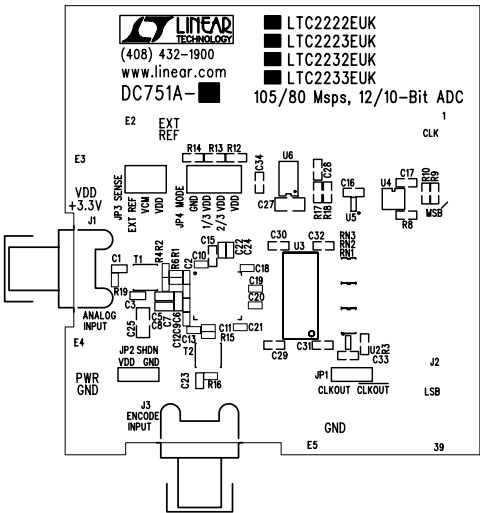 LINEAR
TECHNOLOGY
(408) 432-1900
www.linear.com
DC751A-
LTC2222EUK
LTC2223EUK
LTC2232EUK
LTC2233EUK
105/80 Msps, 12/10-Bit ADC
E2
EXT
REF
1
CLK
E3
R14
R13
R12
C34
U6
C28
C17
R10
R9
VDD
+3.3V
JP3 SENSE
EXT REF
VCM
VDD
JP4 MODE
GND
1/3 VDD
2/3 VDD
VDD
C27
R17
R18
C16
U5
U4
MSB
R8
J1
C1
T1
R4
R2
R6
R1
C2
C15
C10
C22
C24
C18
C30
U3
C32
RN3
RN2
RN1
R19
C3
C19
C20
ANALOG
INPUT
C25
C5
C8
C7
C12
C9
C6
C13
C11
R15
C21
E4
JP2 SHDN
VDD GND
T2
C29
C31
U2
R3
C33
J2
PWR
GND
C23
R16
JP1
CLKOUT
CLKOUT
LSB
J3
ENCODE
INPUT
GND
E5
39